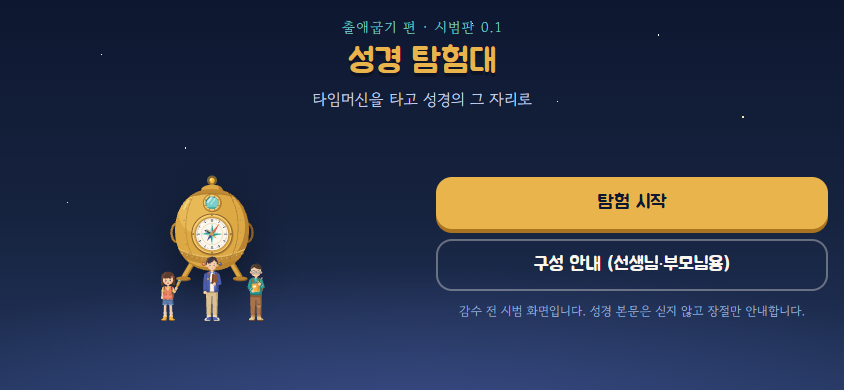 출애굽기 편 · 시범판 0.1
성경 탐험대
타임머신을 타고 성경의 그 자리로
탐험 시작
구성 안내 (선생님·부모님용)
감수 전 시범 화면입니다. 성경 본문은 싣지 않고 장절만 안내합니다.